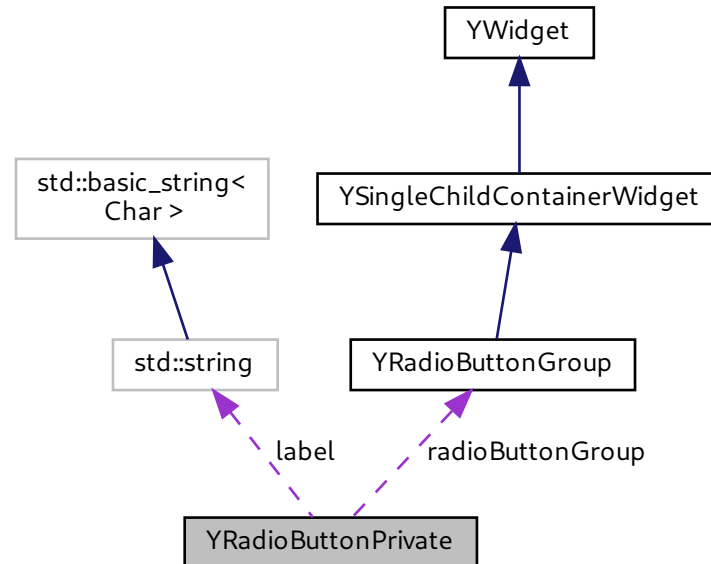 YWidget
std::basic_string<
Char >
YSingleChildContainerWidget
std::string
YRadioButtonGroup
label
radioButtonGroup
YRadioButtonPrivate